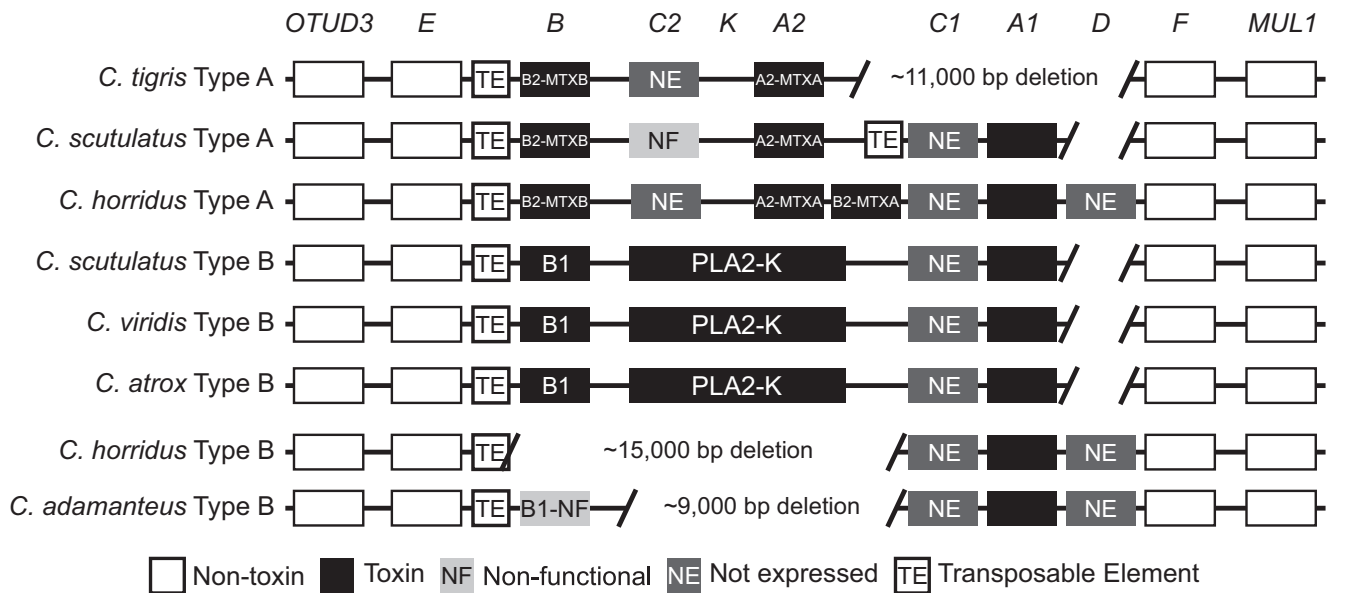 OTUD3 E B C2 K A2 C1 A1 D F MUL1
C. tigris Type A TE B2-MTXB NE A2-MTXA ~11,000 bp deletion
C. scutulatus Type A TE B2-MTXB NF A2-MTXA TE NE
C. horridus Type A TE B2-MTXB NE A2-MTXA B2-MTXA NE NE
C. scutulatus Type B TE B1 PLA2-K NE
C. viridis Type B TE B1 PLA2-K NE
C. atrox Type B TE B1 PLA2-K NE
C. horridus Type B TE ~15,000 bp deletion NE NE
C. adamanteus Type B TE B1-NF ~9,000 bp deletion NE NE
Non-toxin Toxin NF Non-functional NE Not expressed TE Transposable Element